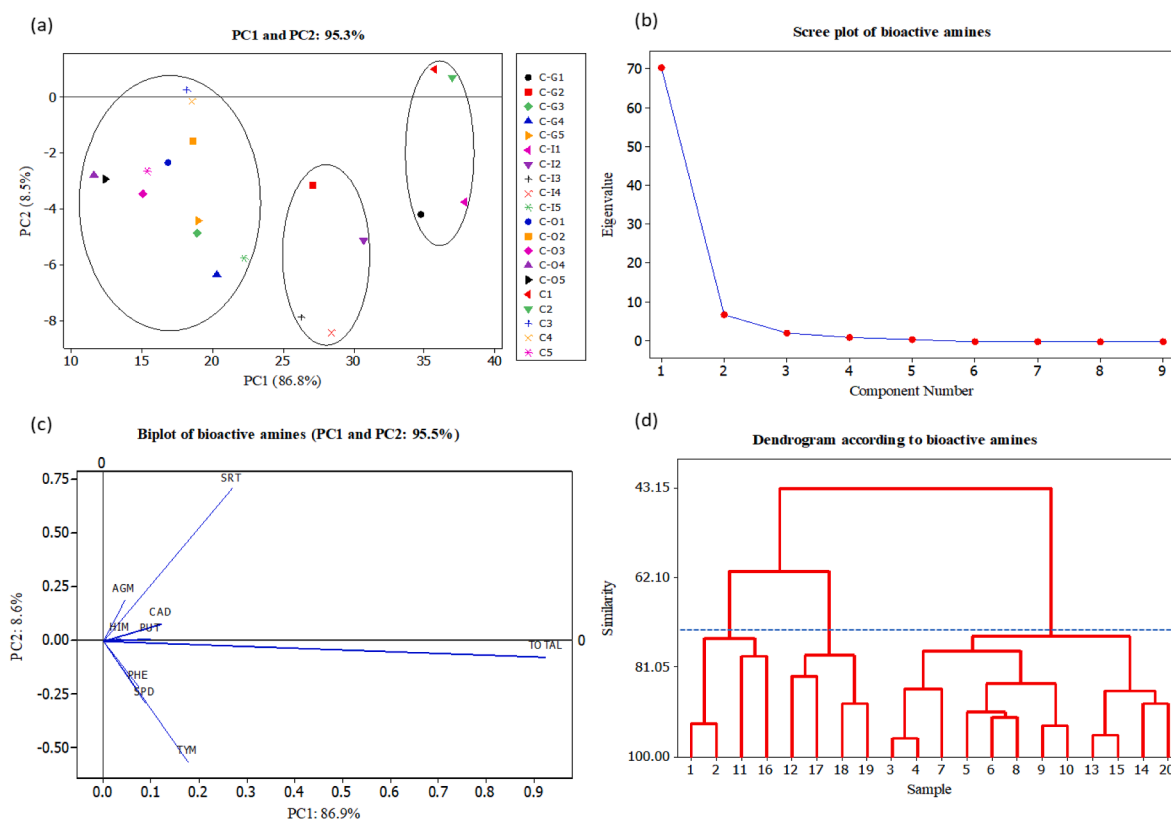 (a)
PC1 and PC2: 95.3%
0
-2
-4
-6
-8
PC2 (8.5%)
10 15 20 25 30 35 40
PC1 (86.8%)
C-G1
C-G2
C-G3
C-G4
C-G5
C-I1
C-I2
C-I3
C-I4
C-I5
C-O1
C-O2
C-O3
C-O4
C-O5
C1
C2
C3
C4
C5
(b)
Scree plot of bioactive amines
70
60
50
40
30
20
10
0
Eigenvalue
1 2 3 4 5 6 7 8 9
Component Number
(c)
Biplot of bioactive amines (PC1 and PC2: 95.5%)
0
0.75
0.50
0.25
0.00
-0.25
-0.50
PC2: 8.6%
SRT
AGM
CAD
HIM
PUT
TOTAL
0
PHE
SPD
TYM
0.0 0.1 0.2 0.3 0.4 0.5 0.6 0.7 0.8 0.9
PC1: 86.9%
(d)
Dendrogram according to bioactive amines
43.15
62.10
81.05
100.00
Similarity
1 2 11 16 12 17 18 19 3 4 7 5 6 8 9 10 13 15 14 20
Sample